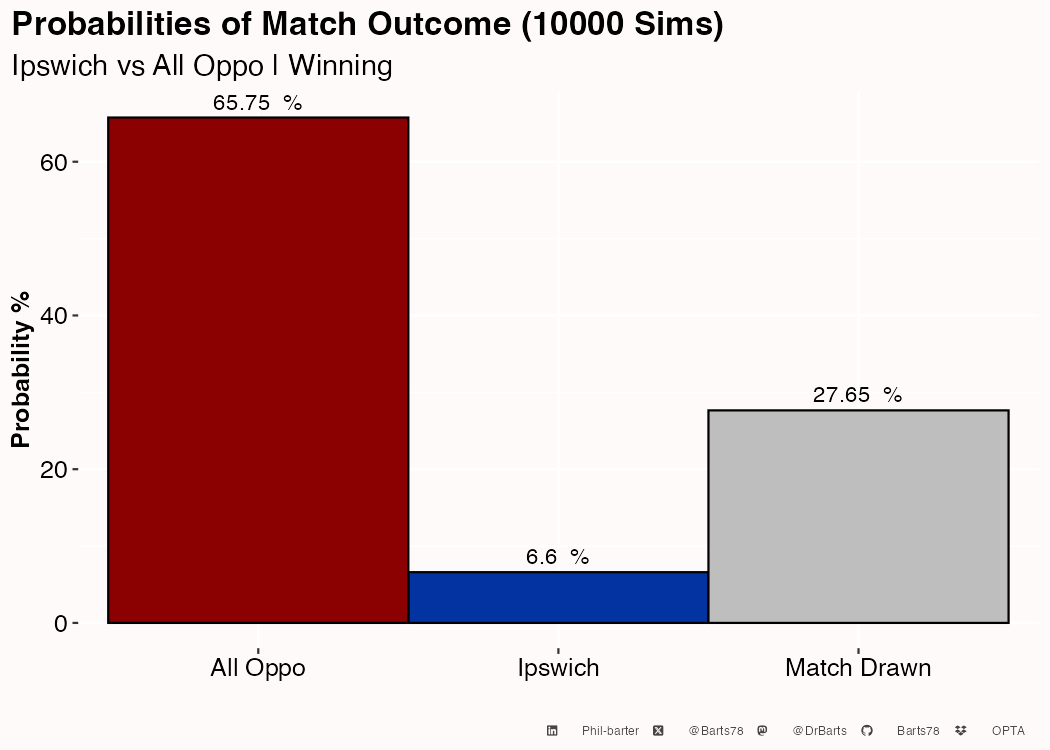 Probabilities of Match Outcome (10000 Sims)
Ipswich vs All Oppo | Winning
65.75 %
60
40
27.65 %
20
6.6 %
0
Probability %
All Oppo Ipswich Match Drawn
Phil-barter @Barts78 @DrBarts Barts78 OPTA